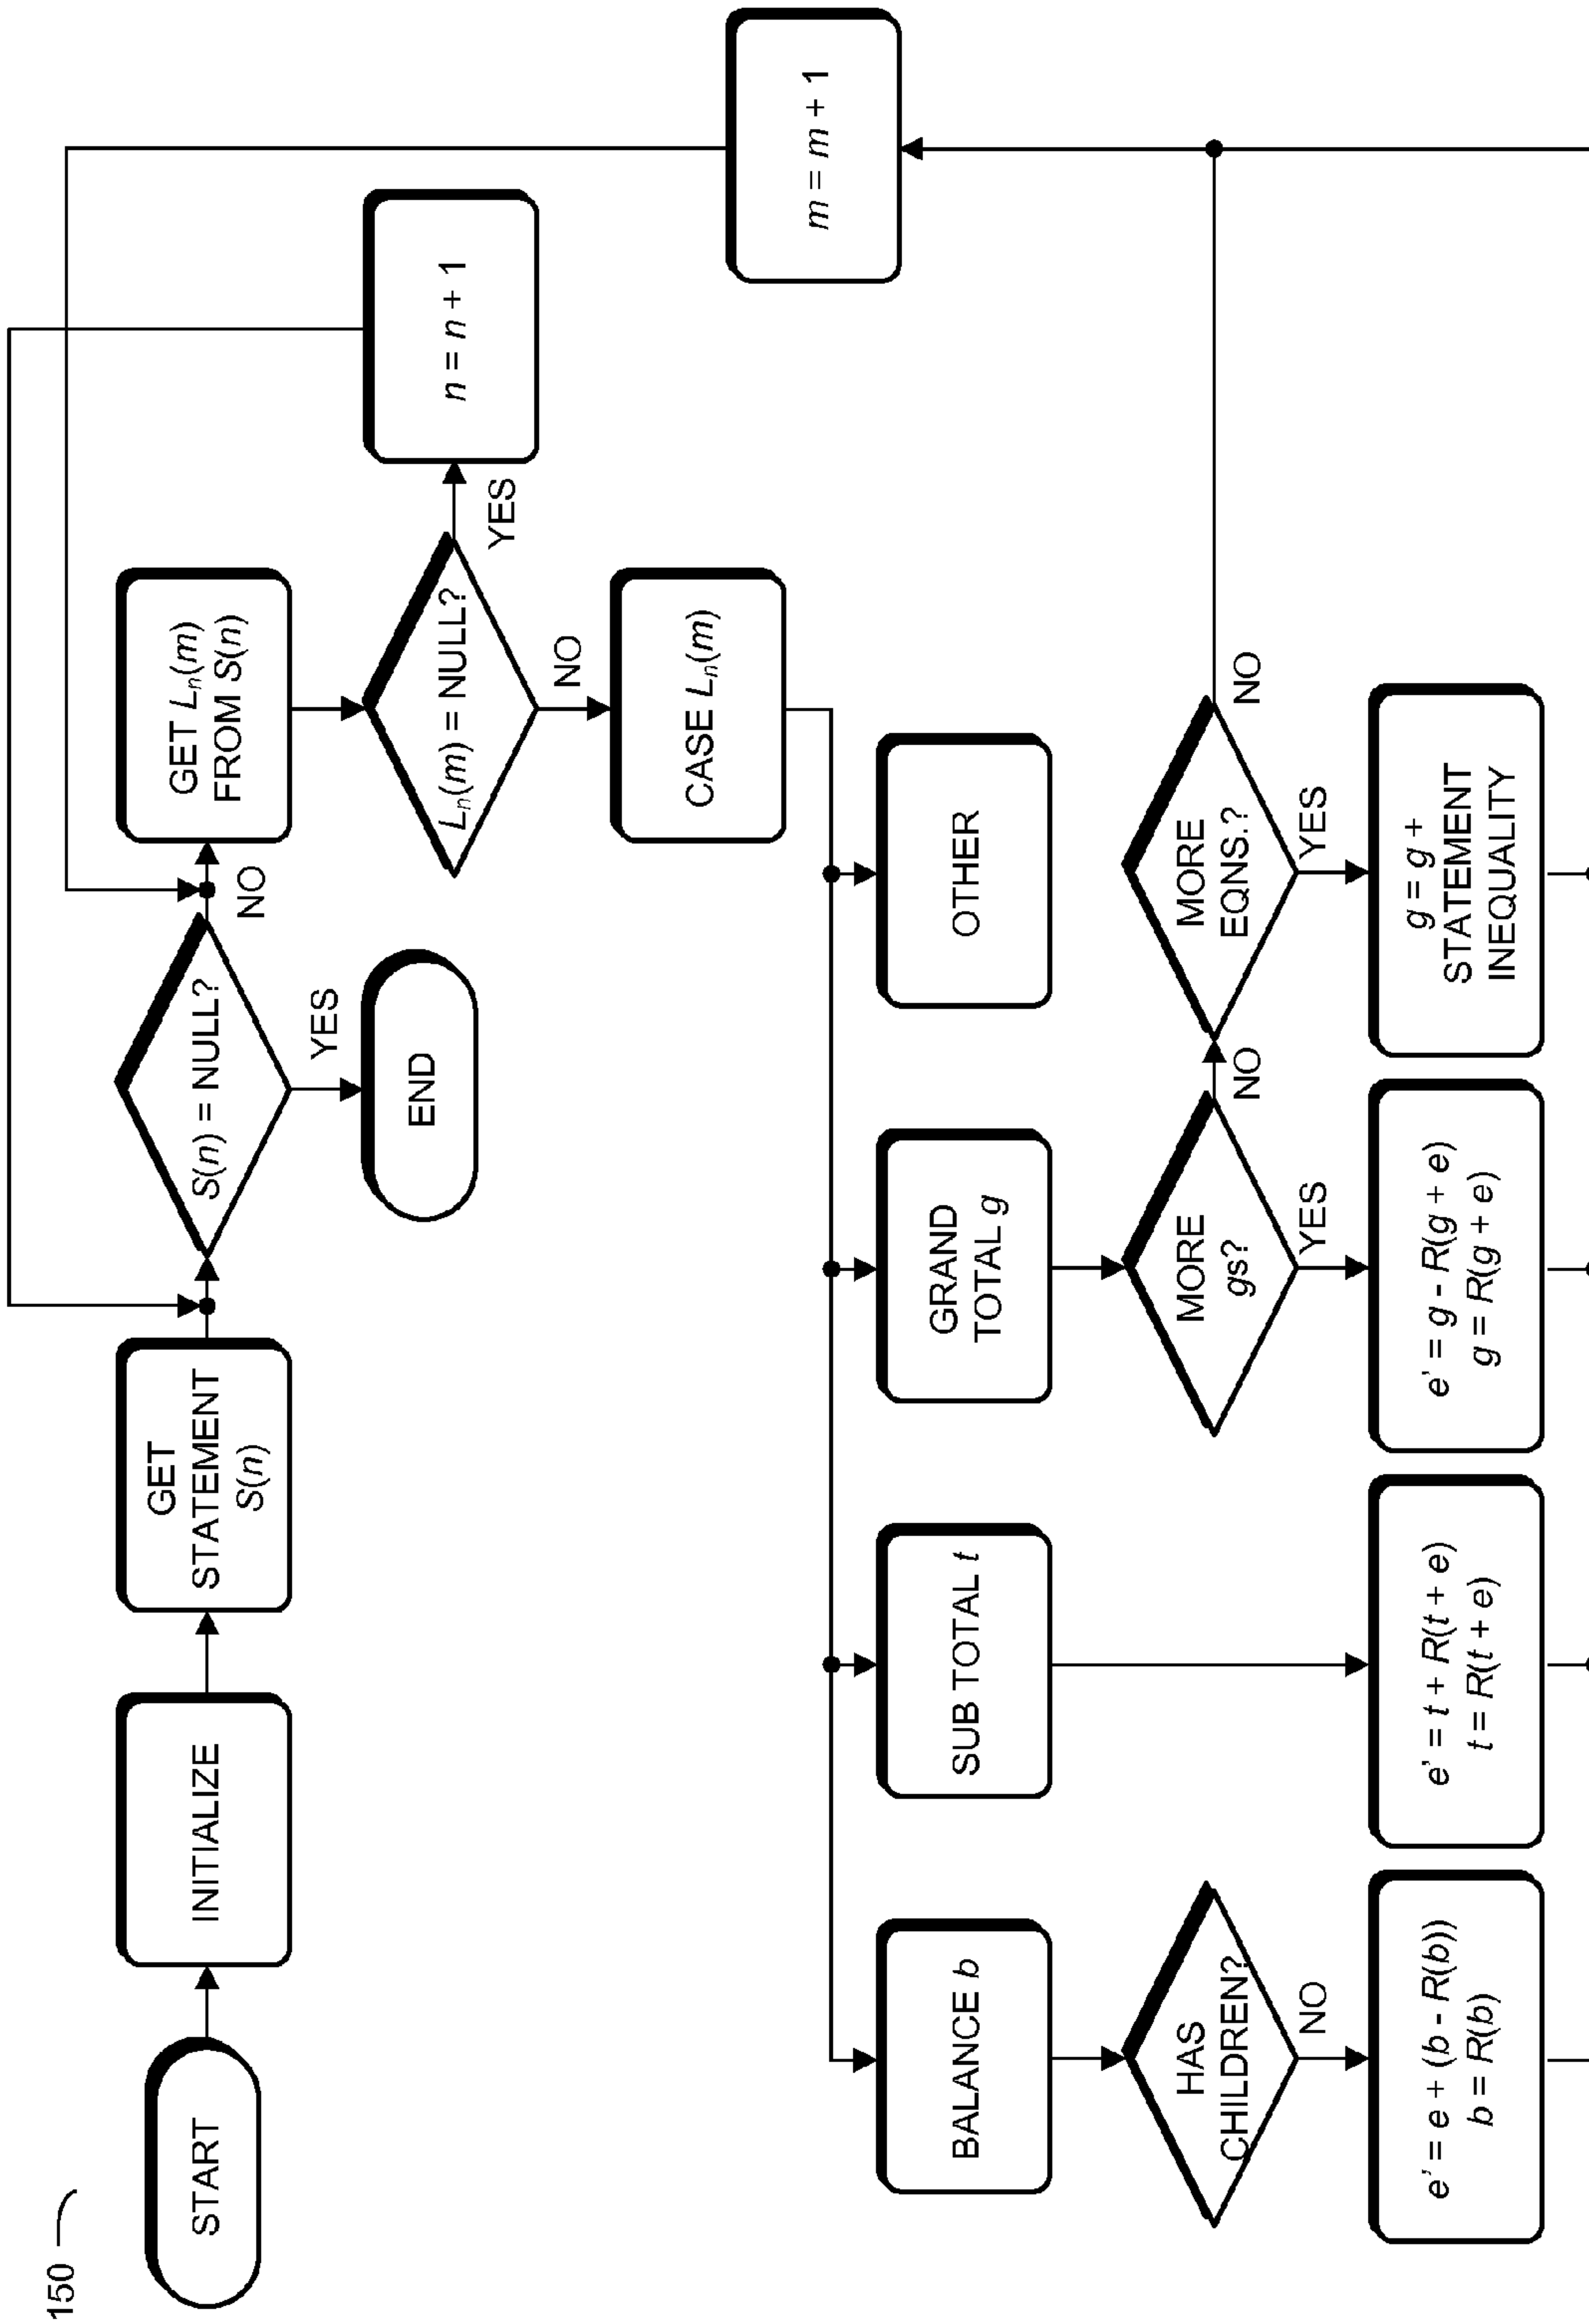 150
START
INITIALIZE
GET
STATEMENT
S(n)
S(n) = NULL?
NO
YES
END
GET Ln(m)
FROM S(n)
Ln(m) = NULL?
YES
n = n + 1
NO
CASE Ln(m)
m = m + 1
BALANCE b
SUB TOTAL t
GRAND
TOTAL g
OTHER
HAS
CHILDREN?
NO
MORE
gs?
NO
YES
MORE
EQNS.?
NO
YES
e' = e + (b - R(b))
b = R(b)
e' = t + R(t + e)
t = R(t + e)
e' = g - R(g + e)
g = R(g + e)
g = g +
STATEMENT
INEQUALITY